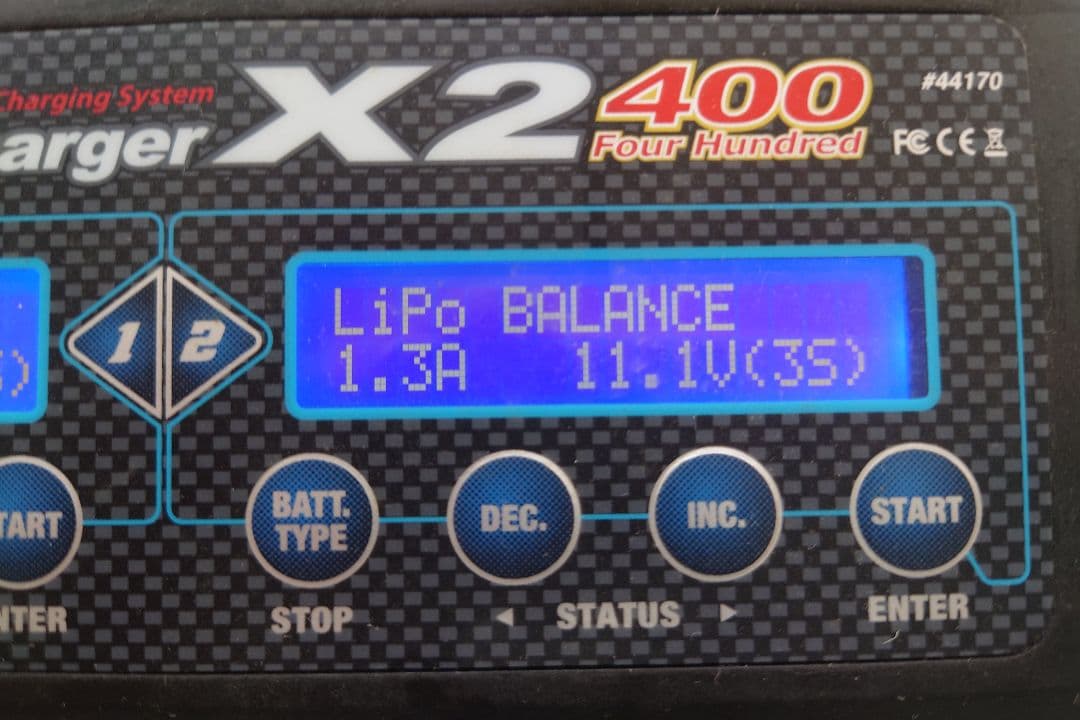 Charging System
arger X2 400
Four Hundred
#44170
FC CE
1 2
LiPo BALANCE
1.3A 11.1V(3S)
)
TART
BATT.
TYPE
DEC.
INC.
START
NTER
STOP
◄ STATUS ►
ENTER